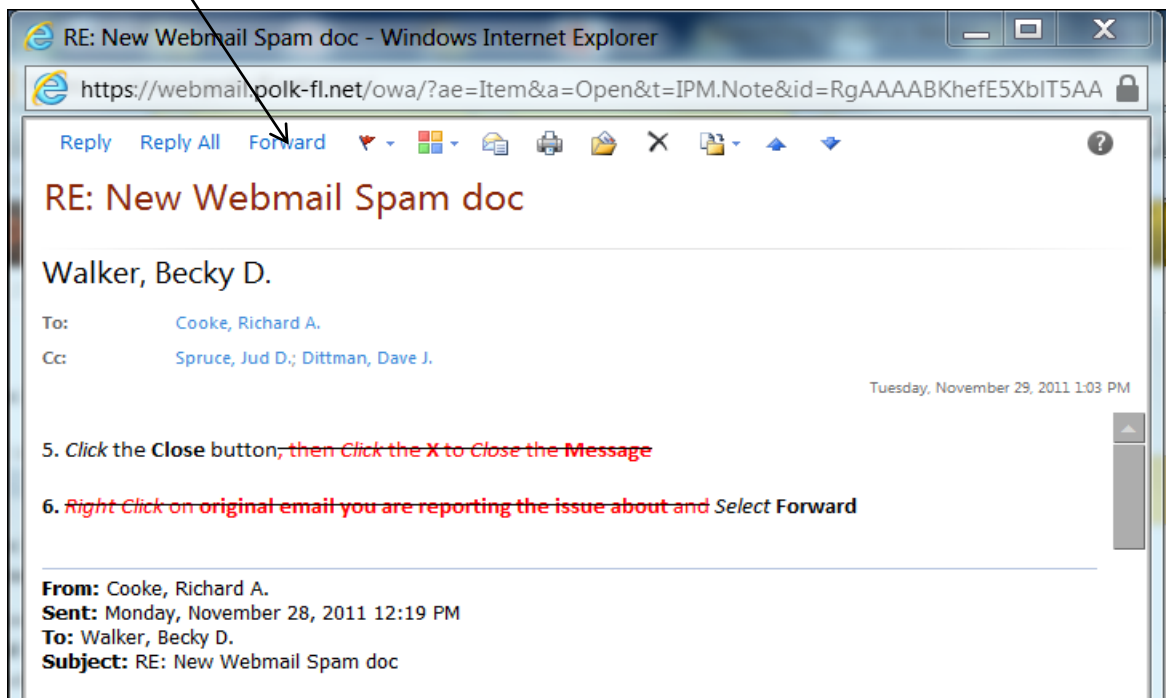 RE: New Webmail Spam doc - Windows Internet Explorer
https://webmail.polk-fl.net/owa/?ae=Item&a=Open&t=IPM.Note&id=RgAAAABKhefE5XbIT5AA
Reply Reply All Forward
RE: New Webmail Spam doc
Walker, Becky D.
To: Cooke, Richard A.
Cc: Spruce, Jud D.; Dittman, Dave J.
Tuesday, November 29, 2011 1:03 PM
5. Click the Close button, then Click the X to Close the Message
6. Right Click on original email you are reporting the issue about and Select Forward
From: Cooke, Richard A.
Sent: Monday, November 28, 2011 12:19 PM
To: Walker, Becky D.
Subject: RE: New Webmail Spam doc